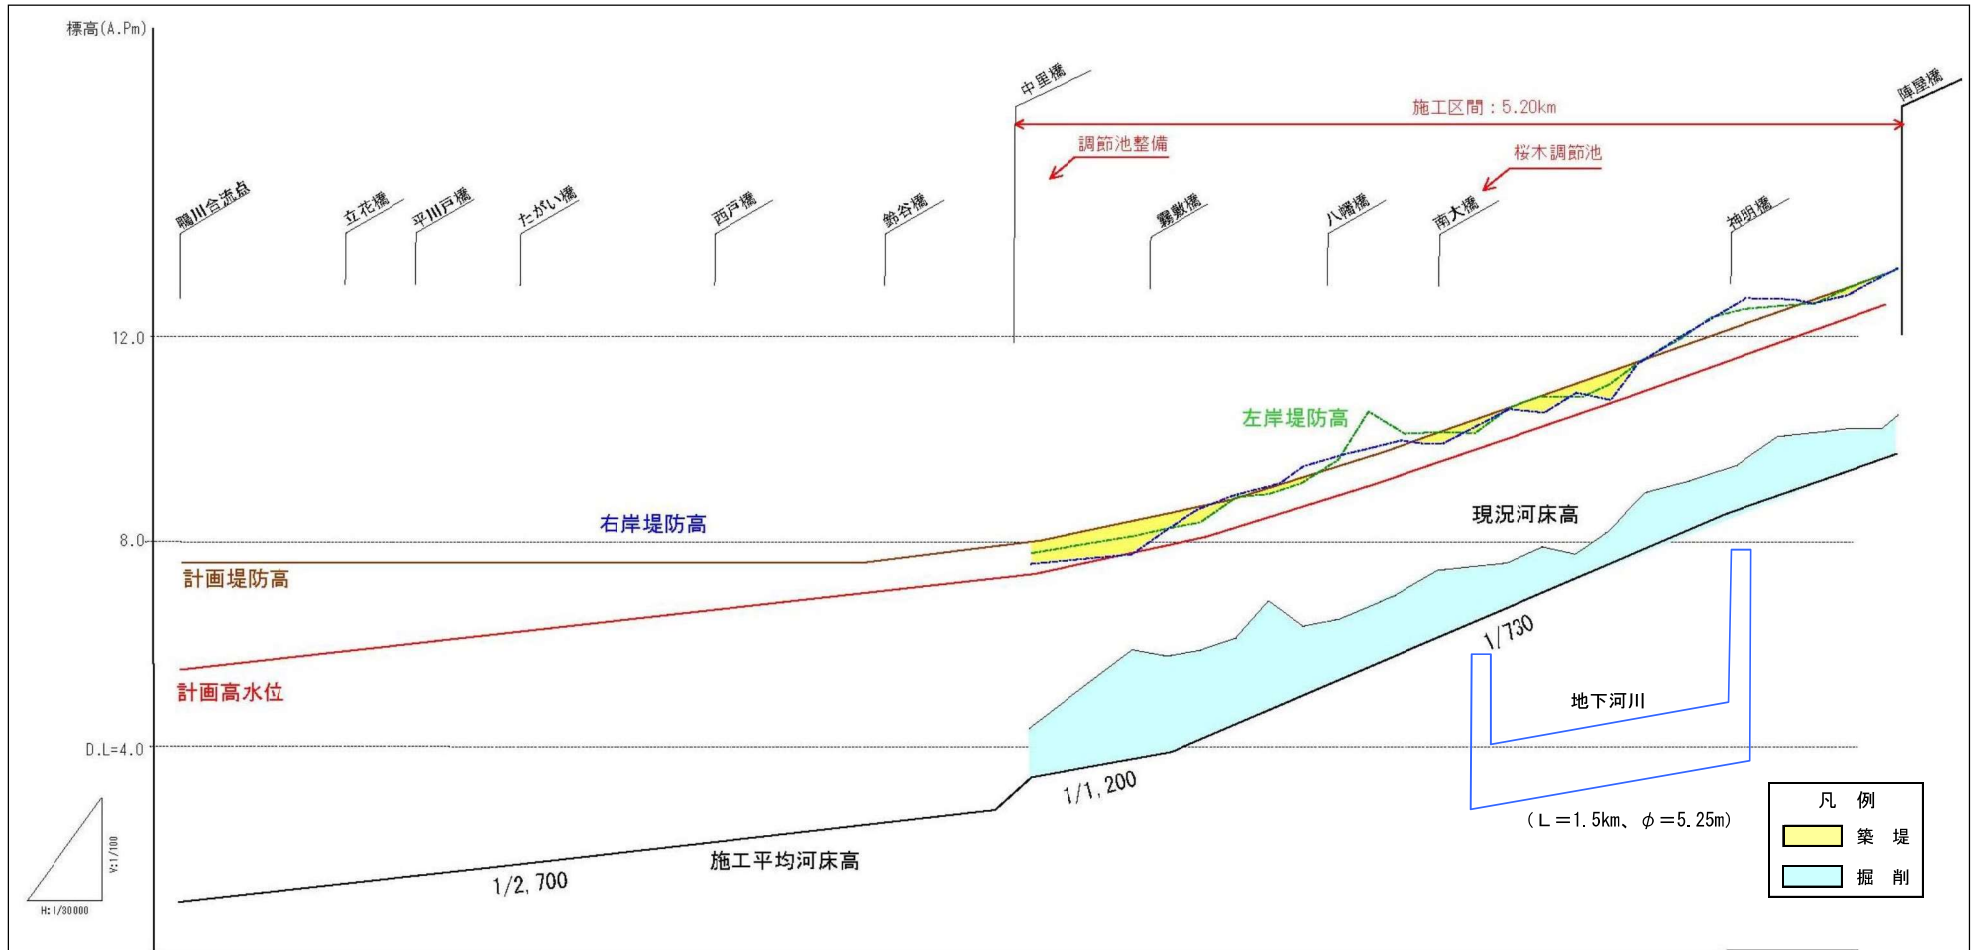 標高(A.Pm)
中里橋
陣屋橋
施工区間：5.20km
調節池整備
桜木調節池
鴨川合流点
立花橋
平川戸橋
たがい橋
西戸橋
鈴谷橋
霧敷橋
八幡橋
南大橋
神明橋
12.0
左岸堤防高
右岸堤防高
現況河床高
8.0
計画堤防高
1/730
計画高水位
地下河川
D.L=4.0
1/1,200
(Ｌ＝1.5km、φ＝5.25m)
凡 例
築 堤
掘 削
施工平均河床高
1/2,700
V:1/100
H:1/30000